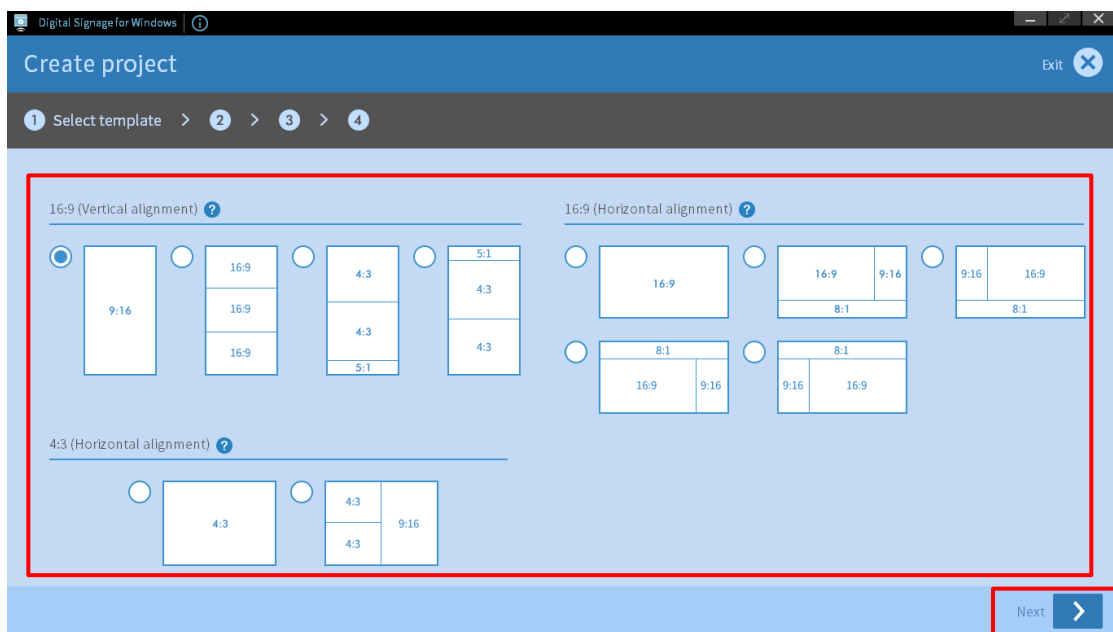 Digital Signage for Windows
Create project
Exit
1 Select template > 2 > 3 > 4
16:9 (Vertical alignment) ?
9:16
16:9
16:9
16:9
4:3
4:3
5:1
5:1
4:3
4:3
16:9 (Horizontal alignment) ?
16:9
16:9 9:16
8:1
9:16 16:9
8:1
8:1
16:9 9:16
8:1
9:16 16:9
4:3 (Horizontal alignment) ?
4:3
4:3
4:3
9:16
Next